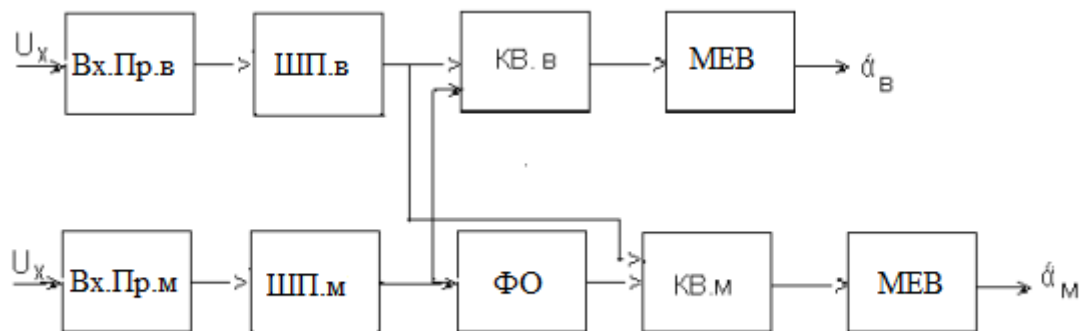 Uх Вх.Пр.в ШП.в КВ. в МЕВ ά в
Uх Вх.Пр.м ШП.м ФО КВ.м МЕВ ά м